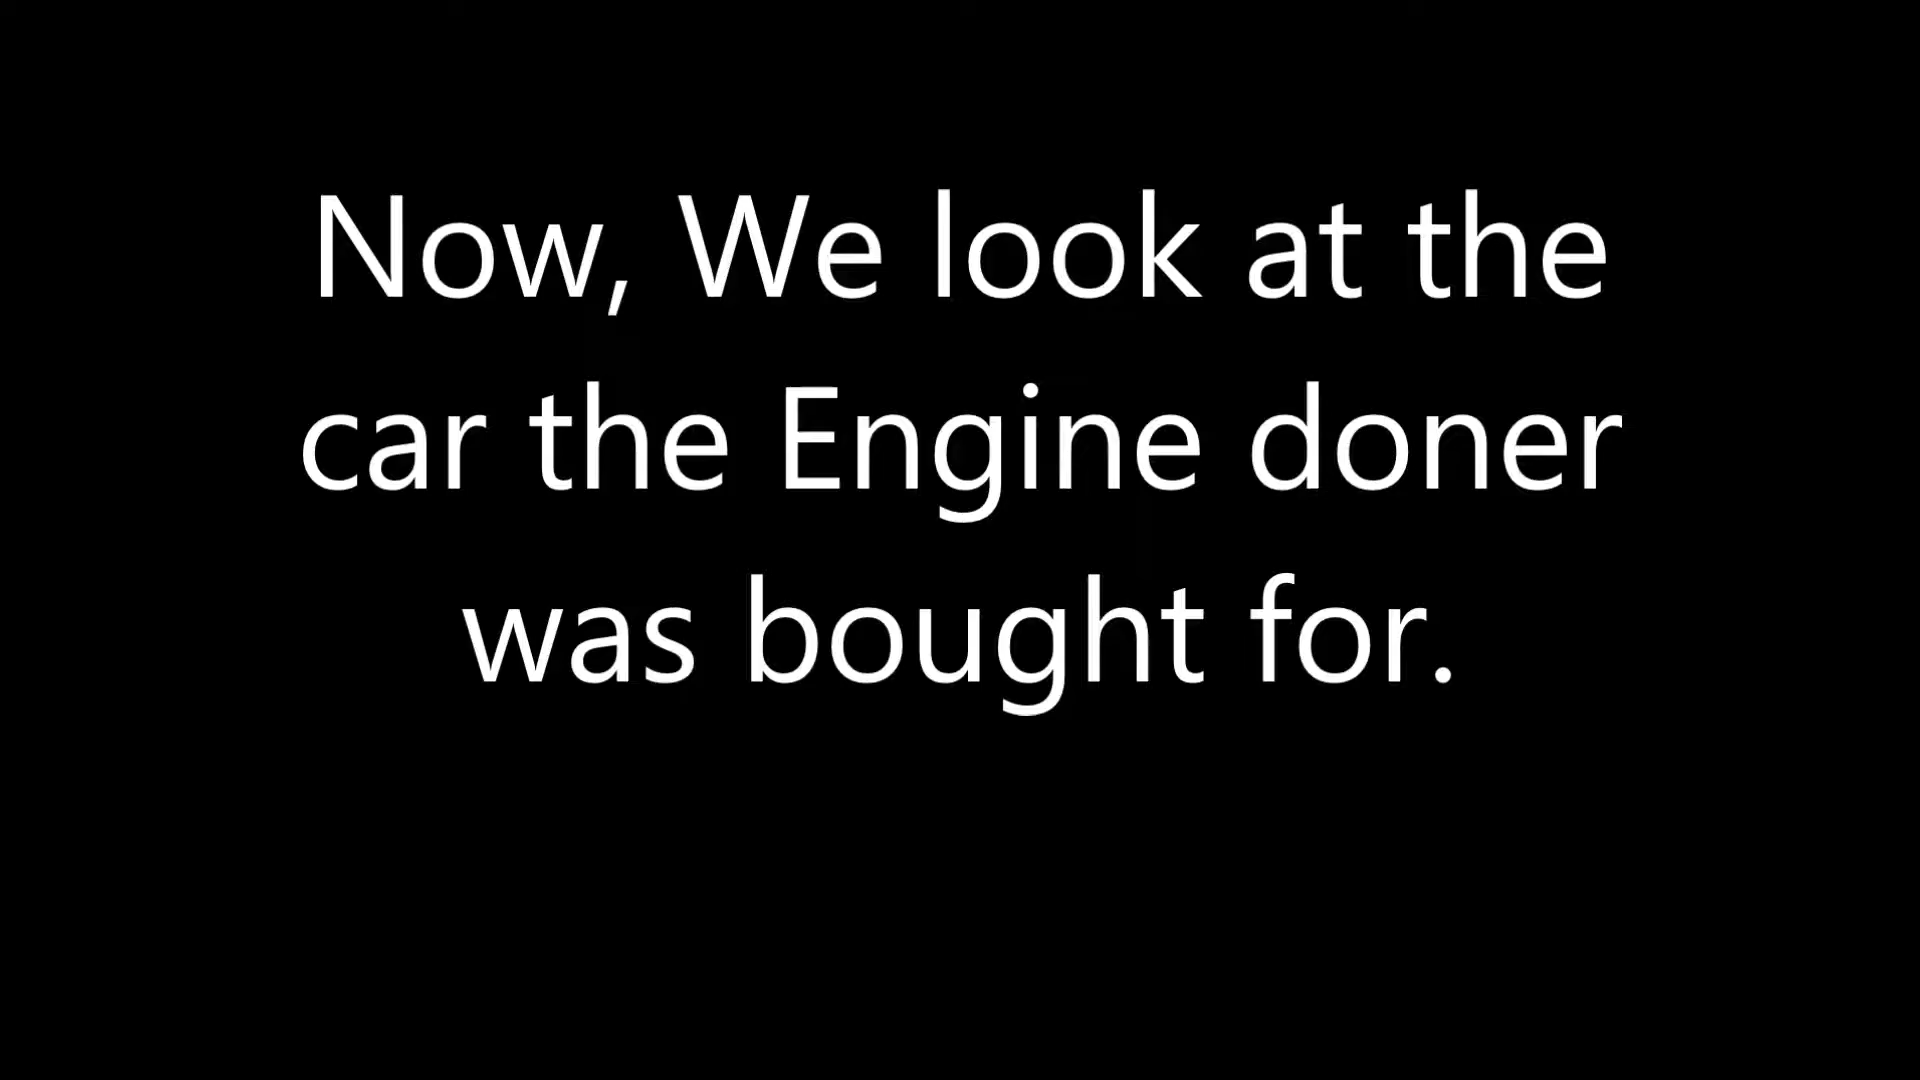 Now, We look at the
car the Engine doner
was bought for.